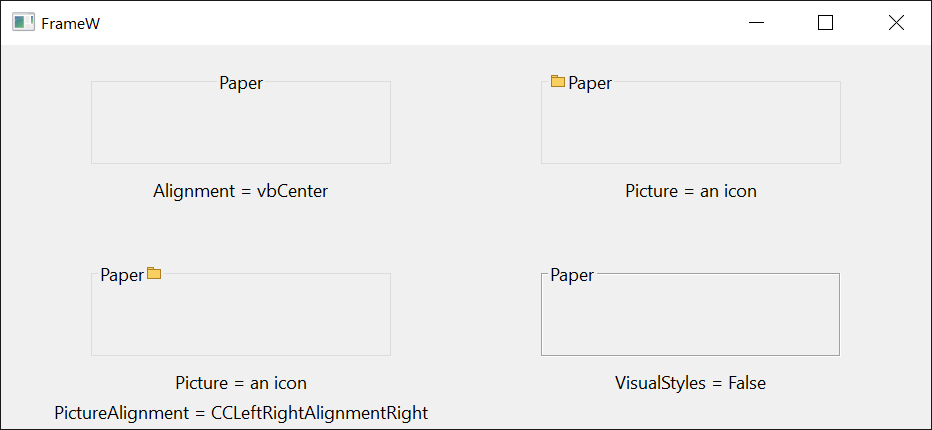 FrameW
Paper
Paper
Alignment = vbCenter
Picture = an icon
Paper
Paper
Picture = an icon
VisualStyles = False
PictureAlignment = CCLeftRightAlignmentRight